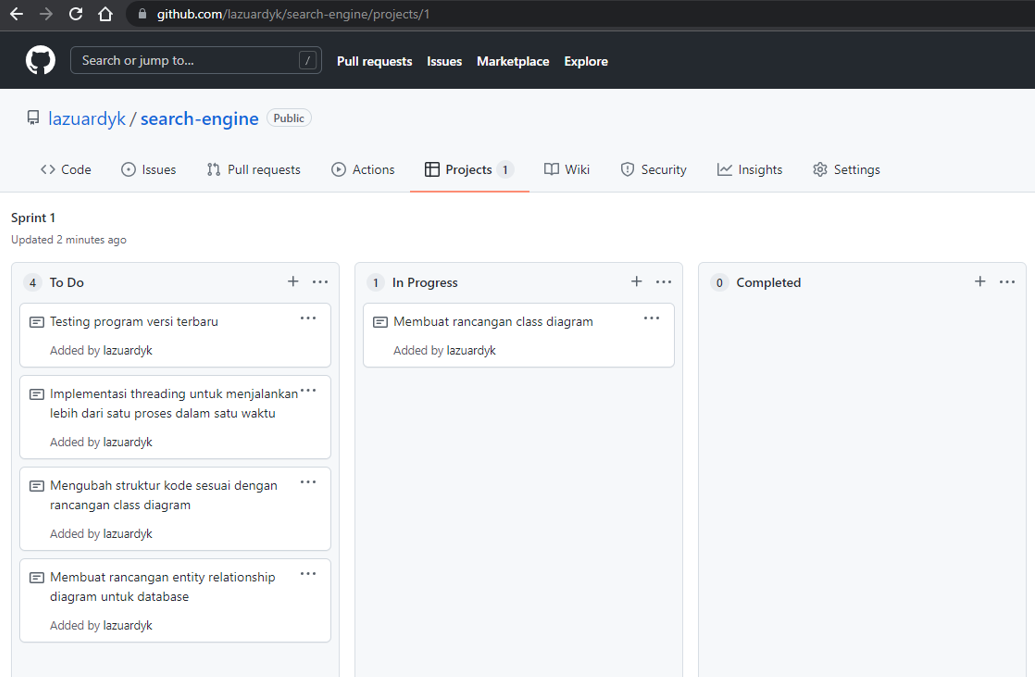 github.com/lazuardyk/search-engine/projects/1
Search or jump to... /
Pull requests Issues Marketplace Explore
lazuardyk / search-engine Public
Code Issues Pull requests Actions Projects 1 Wiki Security Insights Settings
Sprint 1
Updated 2 minutes ago
4 To Do
Testing program versi terbaru
Added by lazuardyk
Implementasi threading untuk menjalankan
lebih dari satu proses dalam satu waktu
Added by lazuardyk
Mengubah struktur kode sesuai dengan
rancangan class diagram
Added by lazuardyk
Membuat rancangan entity relationship
diagram untuk database
Added by lazuardyk
1 In Progress
Membuat rancangan class diagram
Added by lazuardyk
0 Completed